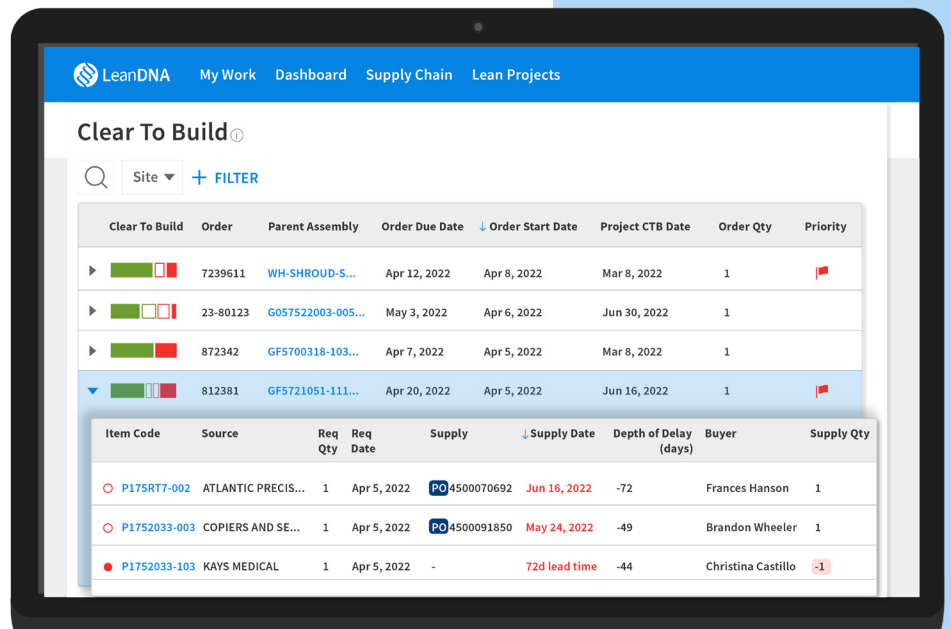 LeanDNA My Work Dashboard Supply Chain Lean Projects
Clear To Build
Site + FILTER
Clear To Build Order Parent Assembly Order Due Date ↓ Order Start Date Project CTB Date Order Qty Priority
7239611 WH-SHROUD-S... Apr 12, 2022 Apr 8, 2022 Mar 8, 2022 1
23-80123 G057522003-005... May 3, 2022 Apr 6, 2022 Jun 30, 2022 1
872342 GF5700318-103... Apr 7, 2022 Apr 5, 2022 Mar 8, 2022 1
812381 GF5721051-111... Apr 20, 2022 Apr 5, 2022 Jun 16, 2022 1
Item Code Source Req Qty Req Date Supply ↓ Supply Date Depth of Delay (days) Buyer Supply Qty
P175RT7-002 ATLANTIC PRECIS... 1 Apr 5, 2022 PO 4500070692 Jun 16, 2022 -72 Frances Hanson 1
P1752033-003 COPIERS AND SE... 1 Apr 5, 2022 PO 4500091850 May 24, 2022 -49 Brandon Wheeler 1
P1752033-103 KAYS MEDICAL 1 Apr 5, 2022 - 72d lead time -44 Christina Castillo -1